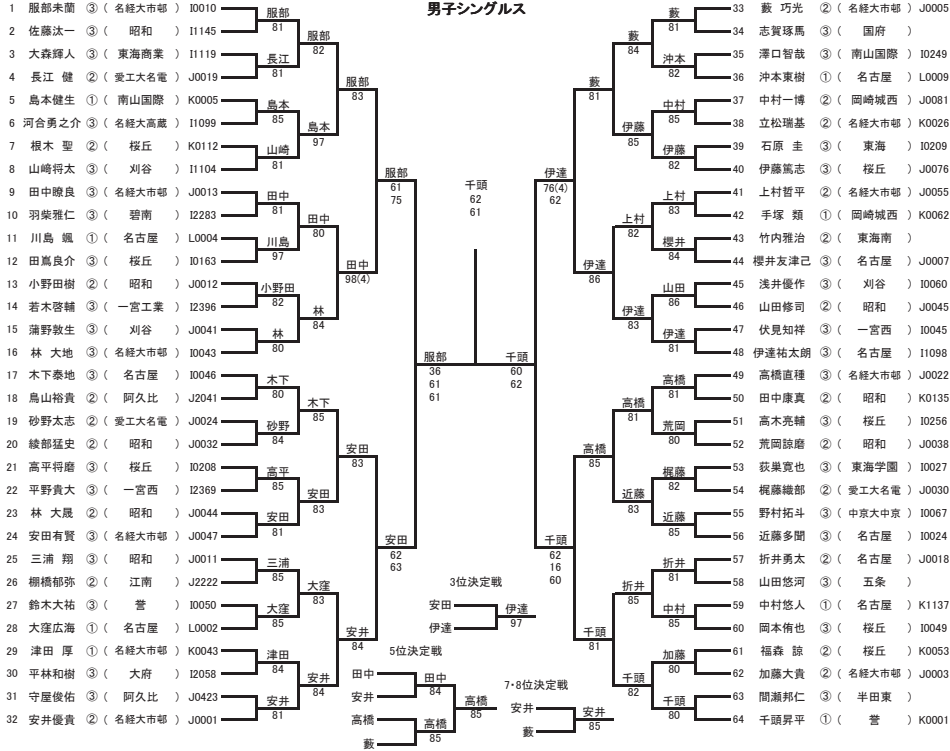 男子シングルス
1 服部未蘭 ③ ( 名経大市邨 ) I0010
2 佐藤汰一 ③ ( 昭和 ) I1145
3 大森輝人 ③ ( 東海商業 ) I1119
4 長江 健 ② ( 愛工大名電 ) J0019
5 島本健生 ① ( 南山国際 ) K0005
6 河合勇之介 ③ ( 名経大高蔵 ) I1099
7 根木 聖 ② ( 桜丘 ) K0112
8 山﨑将太 ③ ( 刈谷 ) I1104
9 田中瞭良 ③ ( 名経大市邨 ) J0013
10 羽柴雅仁 ③ ( 碧南 ) I2283
11 川島 颯 ① ( 名古屋 ) L0004
12 田嶌良介 ③ ( 桜丘 ) I0163
13 小野田樹 ② ( 昭和 ) J0012
14 若木啓輔 ③ ( 一宮工業 ) I2396
15 蒲野敦生 ③ ( 刈谷 ) J0041
16 林 大地 ③ ( 名経大市邨 ) I0043
17 木下泰地 ③ ( 名古屋 ) I0046
18 鳥山裕貴 ② ( 阿久比 ) J2041
19 砂野太志 ② ( 愛工大名電 ) J0024
20 綾部猛史 ② ( 昭和 ) J0032
21 高平将磨 ③ ( 桜丘 ) I0208
22 平野貴大 ③ ( 一宮西 ) I2369
23 林 大晟 ② ( 昭和 ) J0044
24 安田有賢 ③ ( 名経大市邨 ) J0047
25 三浦 翔 ③ ( 昭和 ) J0011
26 棚橋郁弥 ② ( 江南 ) J2222
27 鈴木大祐 ③ ( 誉 ) I0050
28 大窪広海 ① ( 名古屋 ) L0002
29 津田 厚 ① ( 名経大市邨 ) K0043
30 平林和樹 ③ ( 大府 ) I2058
31 守屋俊佑 ③ ( 阿久比 ) J0423
32 安井優貴 ② ( 名経大市邨 ) J0001
服部
81
長江
81
島本
85
山崎
81
田中
81
川島
97
小野田
82
林
80
木下
80
砂野
84
高平
85
安田
81
三浦
85
大窪
85
津田
84
安井
81
服部
82
島本
97
田中
80
林
84
木下
85
安田
83
大窪
83
安井
84
服部
83
田中
98(4)
安田
83
安井
84
服部
61
75
安田
62
63
服部
36
61
61
千頭
62
61
千頭
60
62
伊達
76(4)
62
千頭
62
16
60
藪
81
伊達
86
高橋
85
千頭
81
藪
84
伊藤
85
上村
82
伊達
83
高橋
81
近藤
83
折井
85
千頭
82
藪
81
沖本
82
中村
85
伊藤
82
上村
83
櫻井
84
山田
86
伊達
81
高橋
81
荒岡
80
梶藤
82
近藤
85
折井
81
中村
85
加藤
80
千頭
80
33 藪 巧光 ② ( 名経大市邨 ) J0005
34 志賀琢馬 ③ ( 国府 )
35 澤口智哉 ③ ( 南山国際 ) I0249
36 沖本東樹 ① ( 名古屋 ) L0009
37 中村一博 ② ( 岡崎城西 ) J0081
38 立松瑞基 ② ( 名経大市邨 ) K0026
39 石原 圭 ③ ( 東海 ) I0209
40 伊藤篤志 ③ ( 桜丘 ) J0076
41 上村哲平 ② ( 名経大市邨 ) J0055
42 手塚 類 ① ( 岡崎城西 ) K0062
43 竹内雅治 ② ( 東海南 )
44 櫻井友津己 ③ ( 名古屋 ) J0007
45 浅井優作 ③ ( 刈谷 ) I0060
46 山田修司 ② ( 昭和 ) J0045
47 伏見知祥 ③ ( 一宮西 ) I0045
48 伊達祐太朗 ③ ( 名古屋 ) I1098
49 高橋直種 ③ ( 名経大市邨 ) J0022
50 田中康真 ② ( 昭和 ) K0135
51 高木亮輔 ③ ( 桜丘 ) I0256
52 荒岡諒磨 ② ( 昭和 ) J0038
53 荻巣寛也 ③ ( 東海学園 ) I0027
54 梶藤織部 ② ( 愛工大名電 ) J0030
55 野村拓斗 ③ ( 中京大中京 ) I0067
56 近藤多聞 ③ ( 名古屋 ) I0024
57 折井勇太 ② ( 名古屋 ) J0018
58 山田悠河 ③ ( 五条 )
59 中村悠人 ① ( 名古屋 ) K1137
60 岡本侑也 ③ ( 桜丘 ) I0049
61 福森 諒 ② ( 桜丘 ) K0053
62 加藤大貴 ② ( 名経大市邨 ) J0003
63 間瀬邦仁 ③ ( 半田東 )
64 千頭昇平 ① ( 誉 ) K0001
3位決定戦
安田
伊達
伊達
97
5位決定戦
田中
安井
高橋
藪
田中
84
高橋
85
高橋
85
7・8位決定戦
安井
藪
安井
85